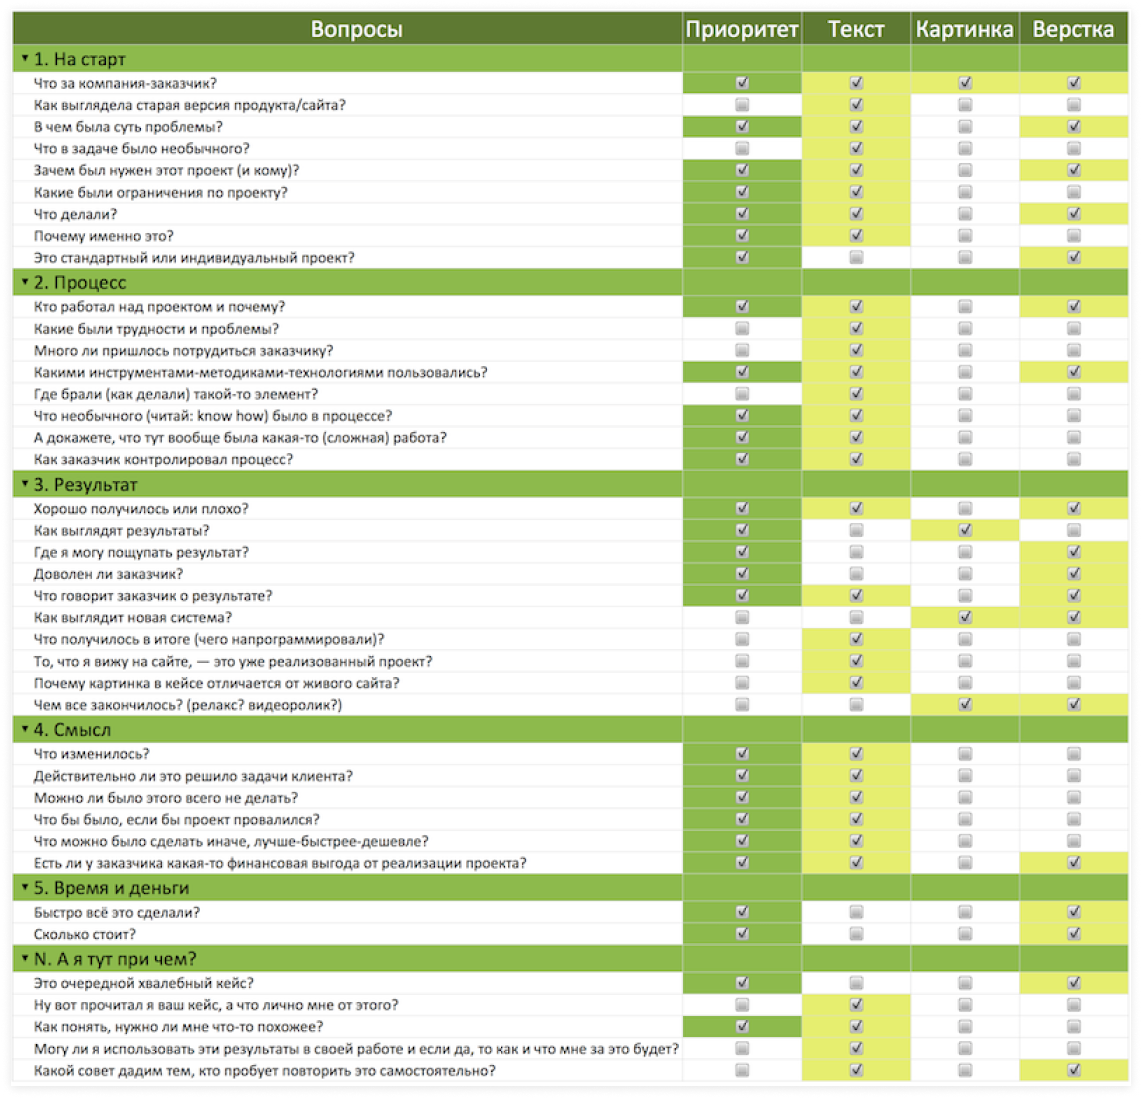 Вопросы Приоритет Текст Картинка Верстка
1. На старт
Что за компания-заказчик?
Как выглядела старая версия продукта/сайта?
В чем была суть проблемы?
Что в задаче было необычного?
Зачем был нужен этот проект (и кому)?
Какие были ограничения по проекту?
Что делали?
Почему именно это?
Это стандартный или индивидуальный проект?
2. Процесс
Кто работал над проектом и почему?
Какие были трудности и проблемы?
Много ли пришлось потрудиться заказчику?
Какими инструментами-методиками-технологиями пользовались?
Где брали (как делали) такой-то элемент?
Что необычного (читай: know how) было в процессе?
А докажете, что тут вообще была какая-то (сложная) работа?
Как заказчик контролировал процесс?
3. Результат
Хорошо получилось или плохо?
Как выглядят результаты?
Где я могу пощупать результат?
Доволен ли заказчик?
Что говорит заказчик о результате?
Как выглядит новая система?
Что получилось в итоге (чего напрограммировали)?
То, что я вижу на сайте, — это уже реализованный проект?
Почему картинка в кейсе отличается от живого сайта?
Чем все закончилось? (релакс? видеоролик?)
4. Смысл
Что изменилось?
Действительно ли это решило задачи клиента?
Можно ли было этого всего не делать?
Что бы было, если бы проект провалился?
Что можно было сделать иначе, лучше-быстрее-дешевле?
Есть ли у заказчика какая-то финансовая выгода от реализации проекта?
5. Время и деньги
Быстро всё это сделали?
Сколько стоит?
N. А я тут при чем?
Это очередной хвалебный кейс?
Ну вот прочитал я ваш кейс, а что лично мне от этого?
Как понять, нужно ли мне что-то похожее?
Могу ли я использовать эти результаты в своей работе и если да, то как и что мне за это будет?
Какой совет дадим тем, кто пробует повторить это самостоятельно?